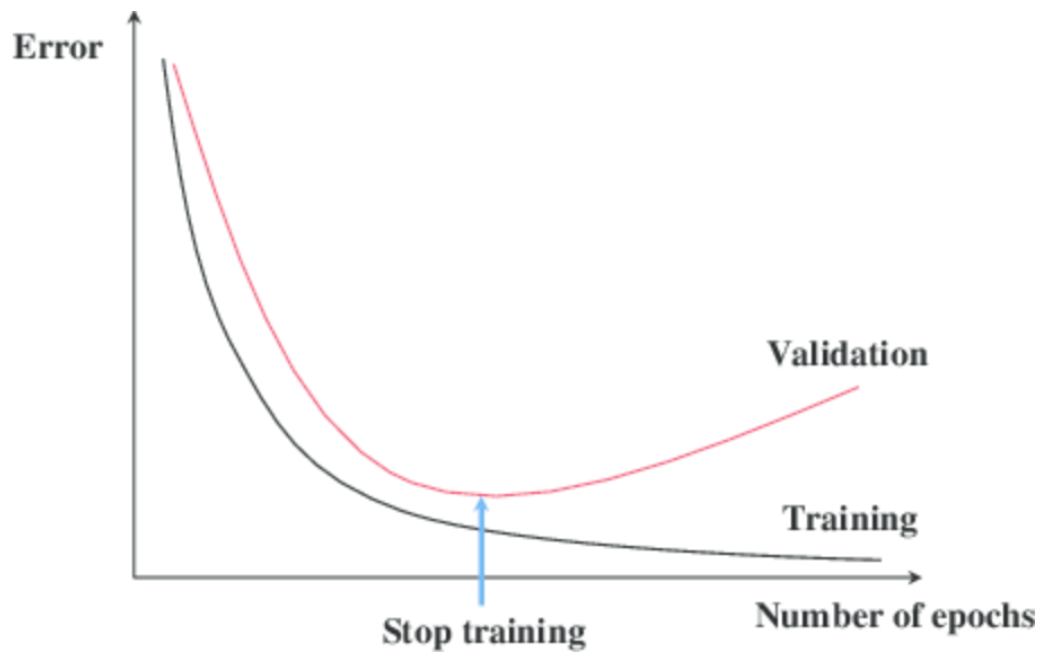 Error
Validation
Training
Number of epochs
Stop training